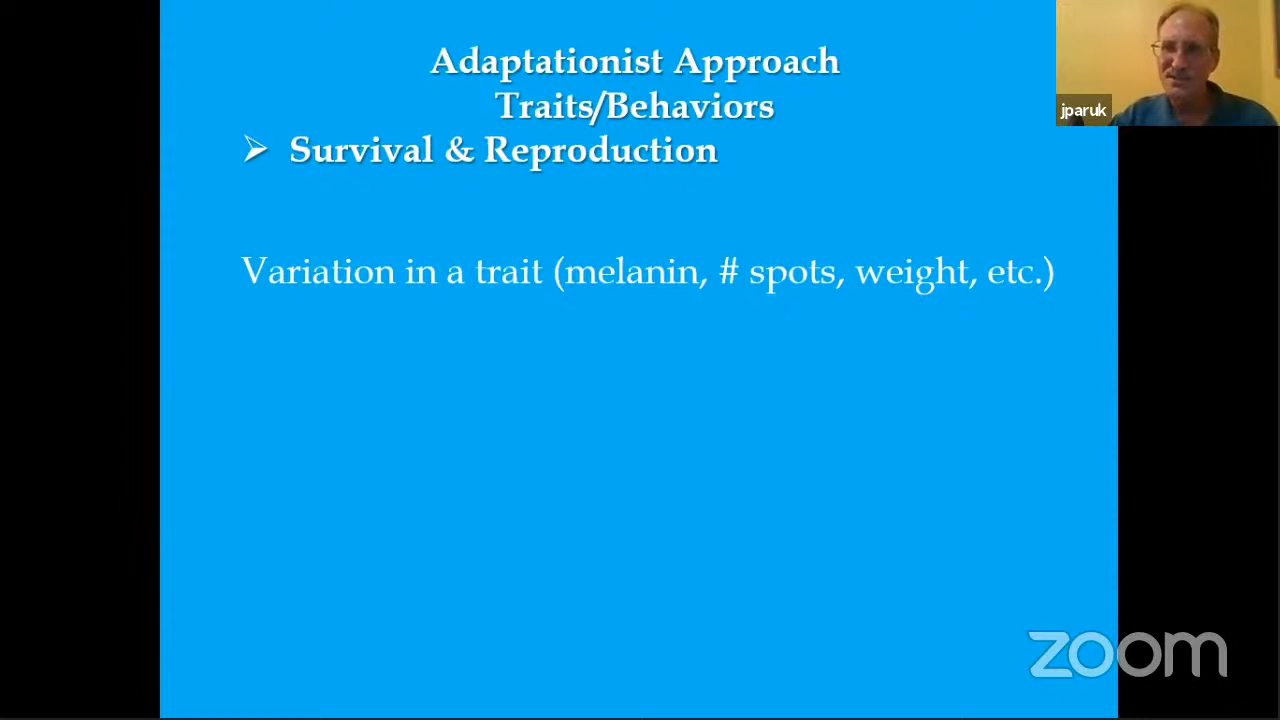 Adaptationist Approach
Traits/Behaviors
➢ Survival & Reproduction
Variation in a trait (melanin, # spots, weight, etc.)
jparuk
zoom